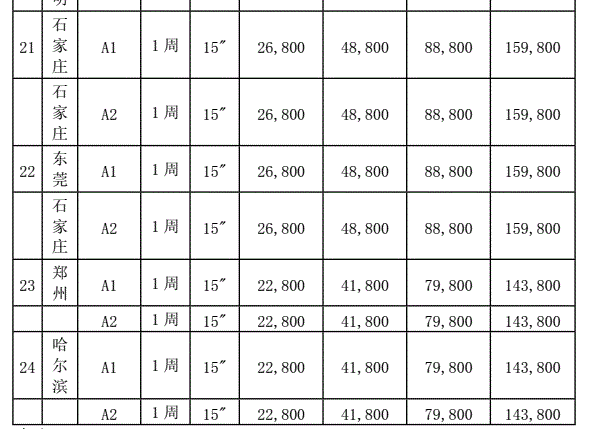 21 石家庄 A1 1周 15″ 26,800 48,800 88,800 159,800
石家庄 A2 1周 15″ 26,800 48,800 88,800 159,800
22 东莞 A1 1周 15″ 26,800 48,800 88,800 159,800
石家庄 A2 1周 15″ 26,800 48,800 88,800 159,800
23 郑州 A1 1周 15″ 22,800 41,800 79,800 143,800
A2 1周 15″ 22,800 41,800 79,800 143,800
24 哈尔滨 A1 1周 15″ 22,800 41,800 79,800 143,800
A2 1周 15″ 22,800 41,800 79,800 143,800